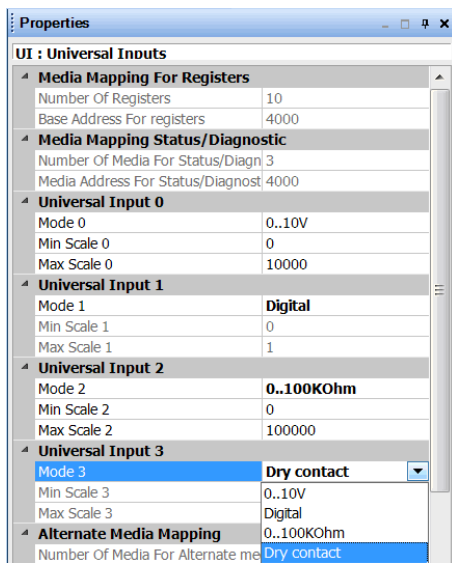 Properties
UI : Universal Inputs
Media Mapping For Registers
Number Of Registers 10
Base Address For registers 4000
Media Mapping Status/Diagnostic
Number Of Media For Status/Diagn 3
Media Address For Status/Diagnost 4000
Universal Input 0
Mode 0 0..10V
Min Scale 0 0
Max Scale 0 10000
Universal Input 1
Mode 1 Digital
Min Scale 1 0
Max Scale 1 1
Universal Input 2
Mode 2 0..100KOhm
Min Scale 2 0
Max Scale 2 100000
Universal Input 3
Mode 3 Dry contact
Min Scale 3 0..10V
Max Scale 3 Digital
Alternate Media Mapping 0..100KOhm
Number Of Media For Alternate me Dry contact